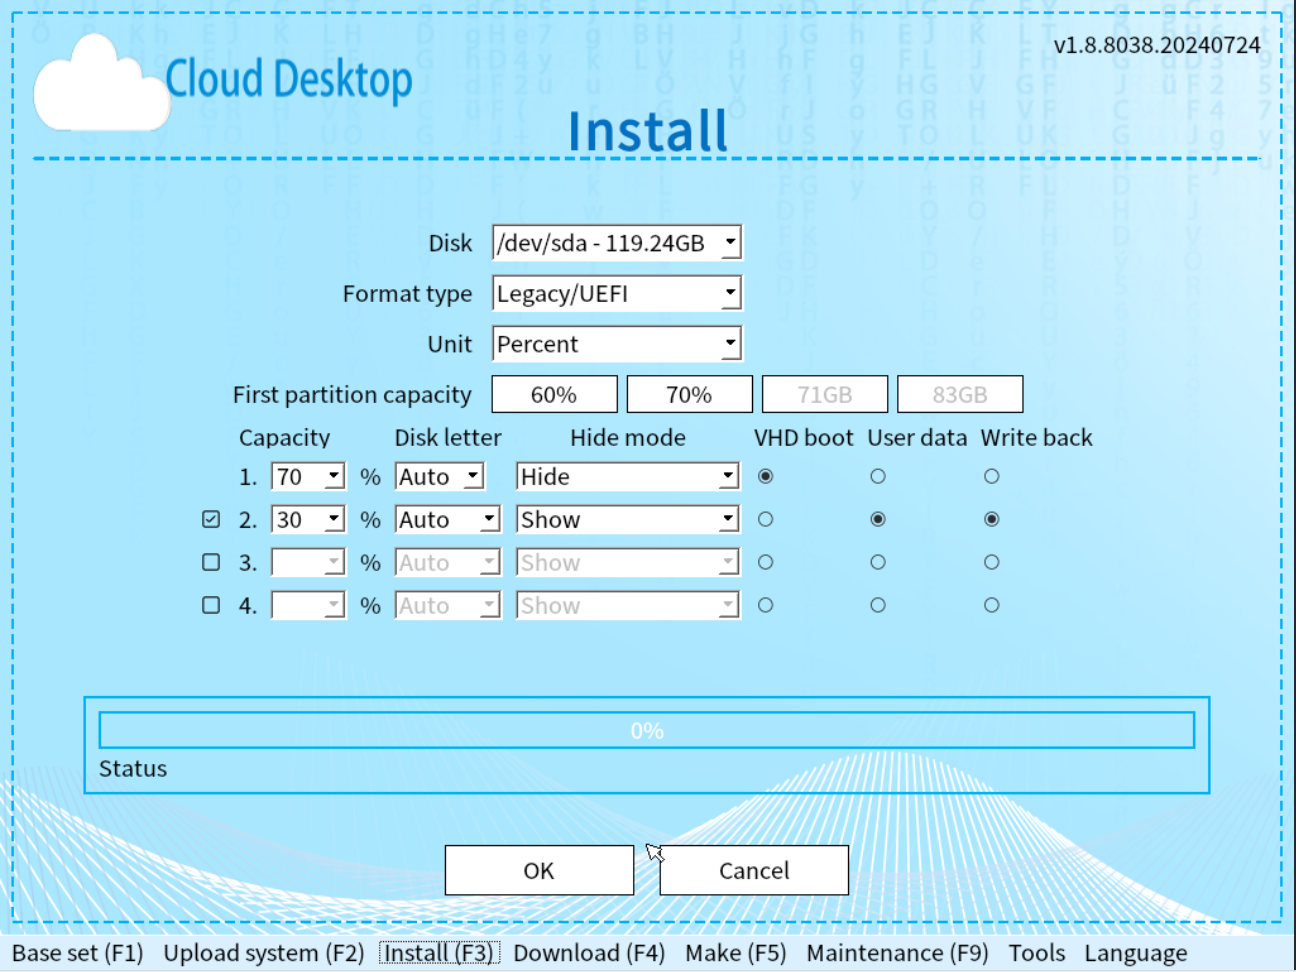 v1.8.8038.20240724
Cloud Desktop
Install
Disk /dev/sda - 119.24GB
Format type Legacy/UEFI
Unit Percent
First partition capacity 60% 70% 71GB 83GB
Capacity Disk letter Hide mode VHD boot User data Write back
1. 70 % Auto Hide
2. 30 % Auto Show
3. % Auto Show
4. % Auto Show
0%
Status
OK Cancel
Base set (F1) Upload system (F2) Install (F3) Download (F4) Make (F5) Maintenance (F9) Tools Language